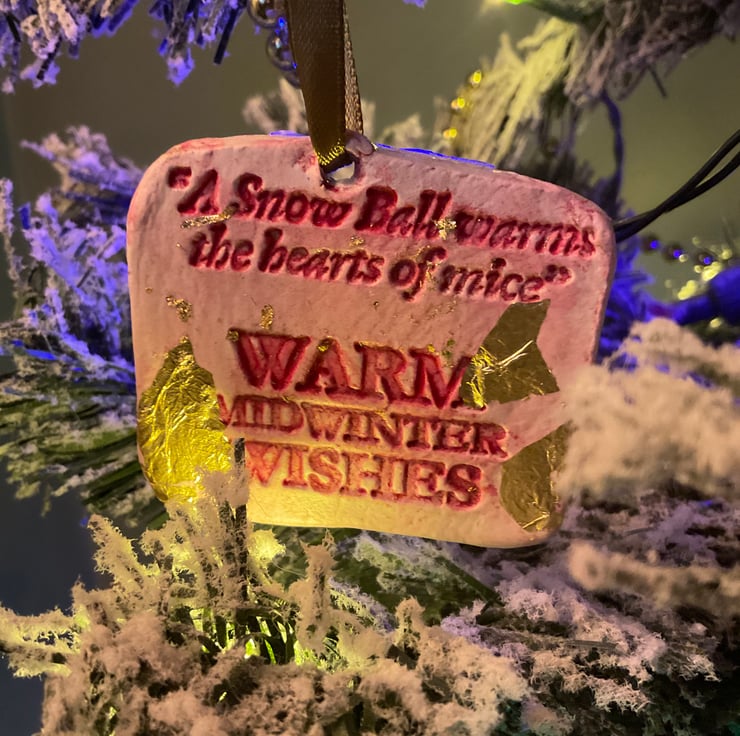 “A Snow Ball warms
the hearts of mice”
WARM
MIDWINTER
WISHES